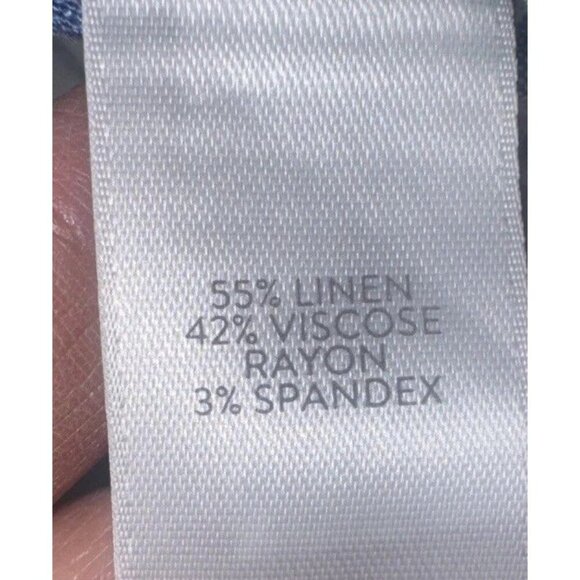 55% LINEN
42% VISCOSE
RAYON
3% SPANDEX